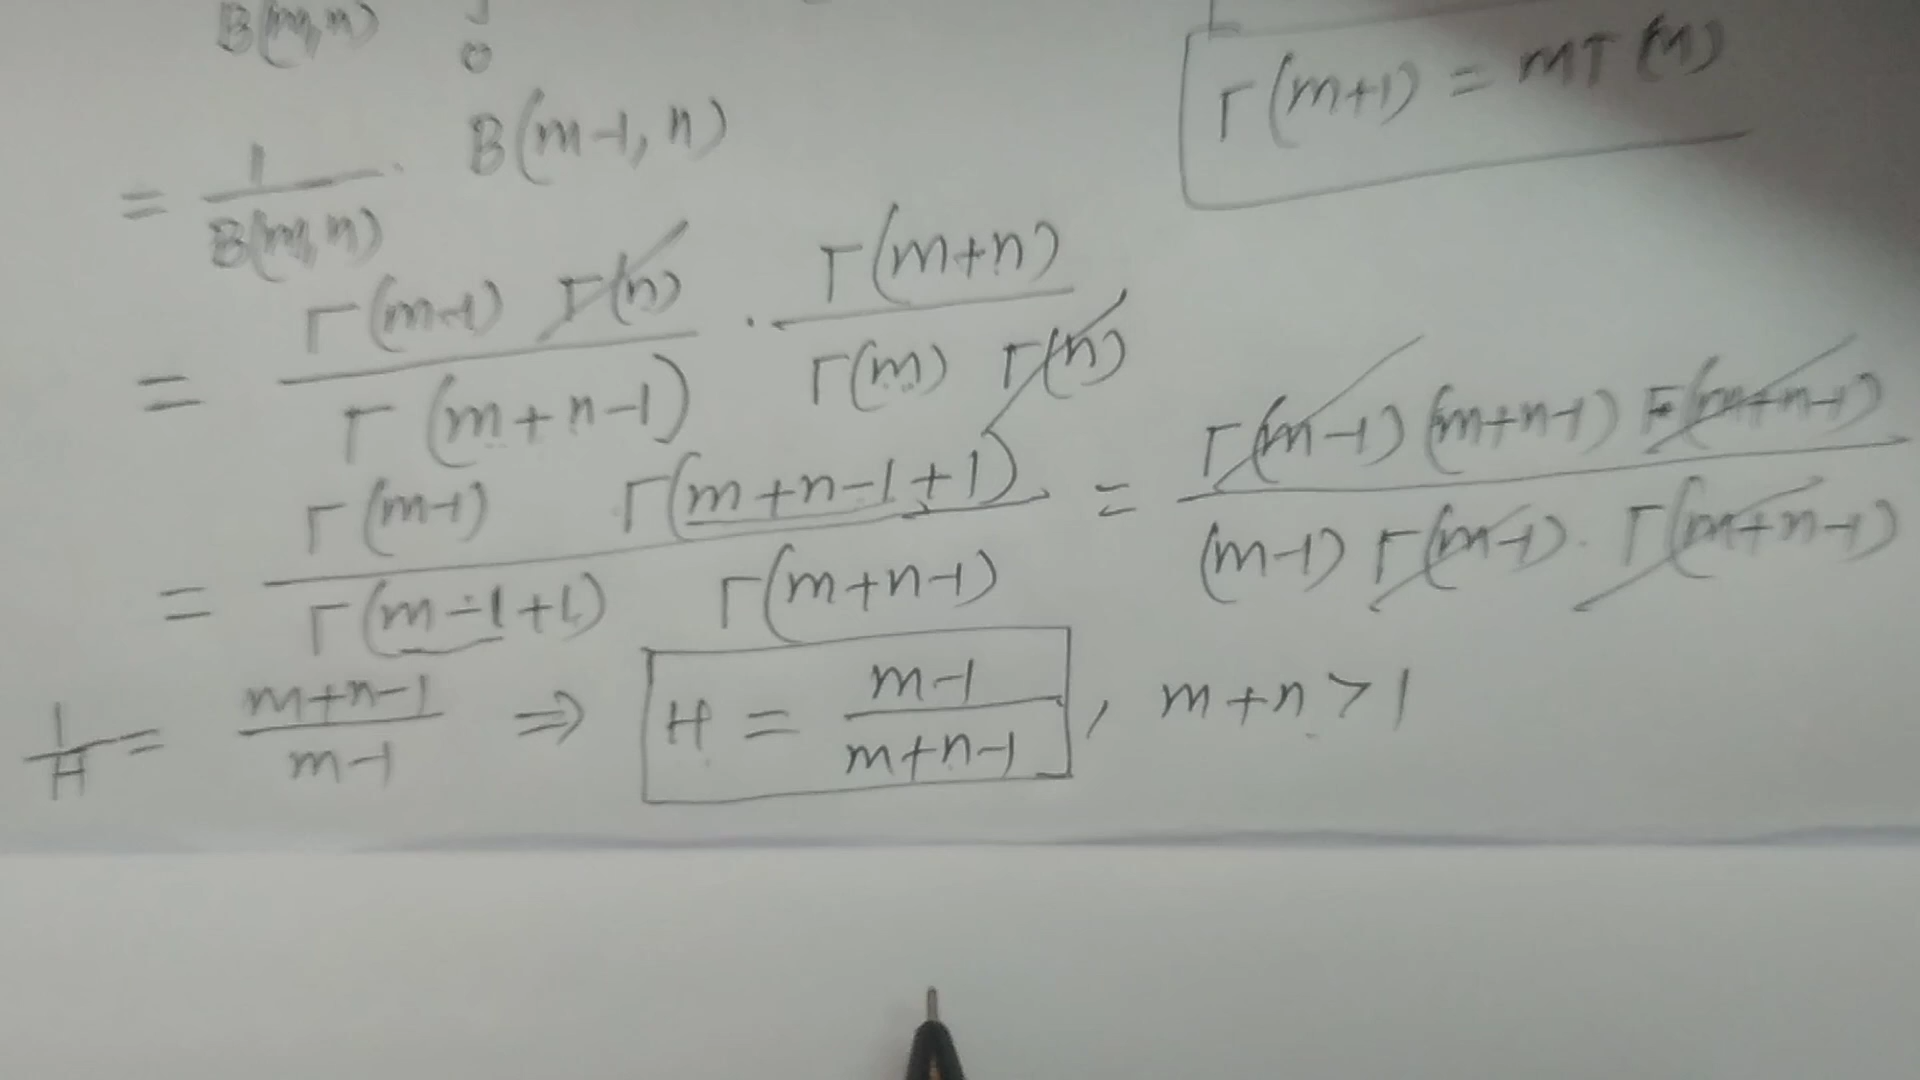 B(m,n) ∫ 0
Γ(m+1) = mΓ(n)
= 1/B(m,n) · B(m-1, n)
= Γ(m-1) Γ(n) / Γ(m+n-1) · Γ(m+n) / Γ(m) Γ(n)
= Γ(m-1) Γ(m+n-1+1) / Γ(m-1+1) Γ(m+n-1) = Γ(m-1) (m+n-1) Γ(m+n-1) / (m-1) Γ(m-1) · Γ(m+n-1)
1/H = m+n-1 / m-1 ⇒ H = m-1 / m+n-1 , m+n > 1